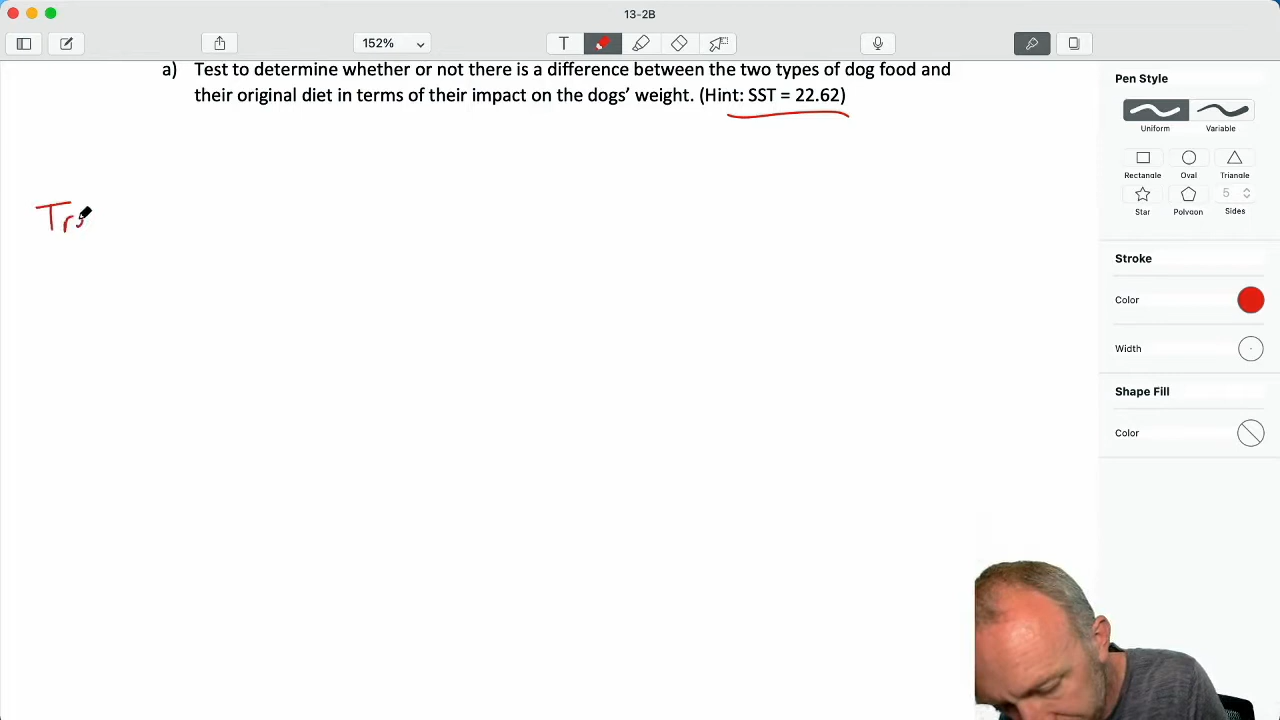 13-2B
152%
T
a) Test to determine whether or not there is a difference between the two types of dog food and
their original diet in terms of their impact on the dogs’ weight. (Hint: SST = 22.62)
Pen Style
Uniform
Variable
Rectangle
Oval
Triangle
5
Star
Polygon
Sides
Stroke
Color
Width
Shape Fill
Color